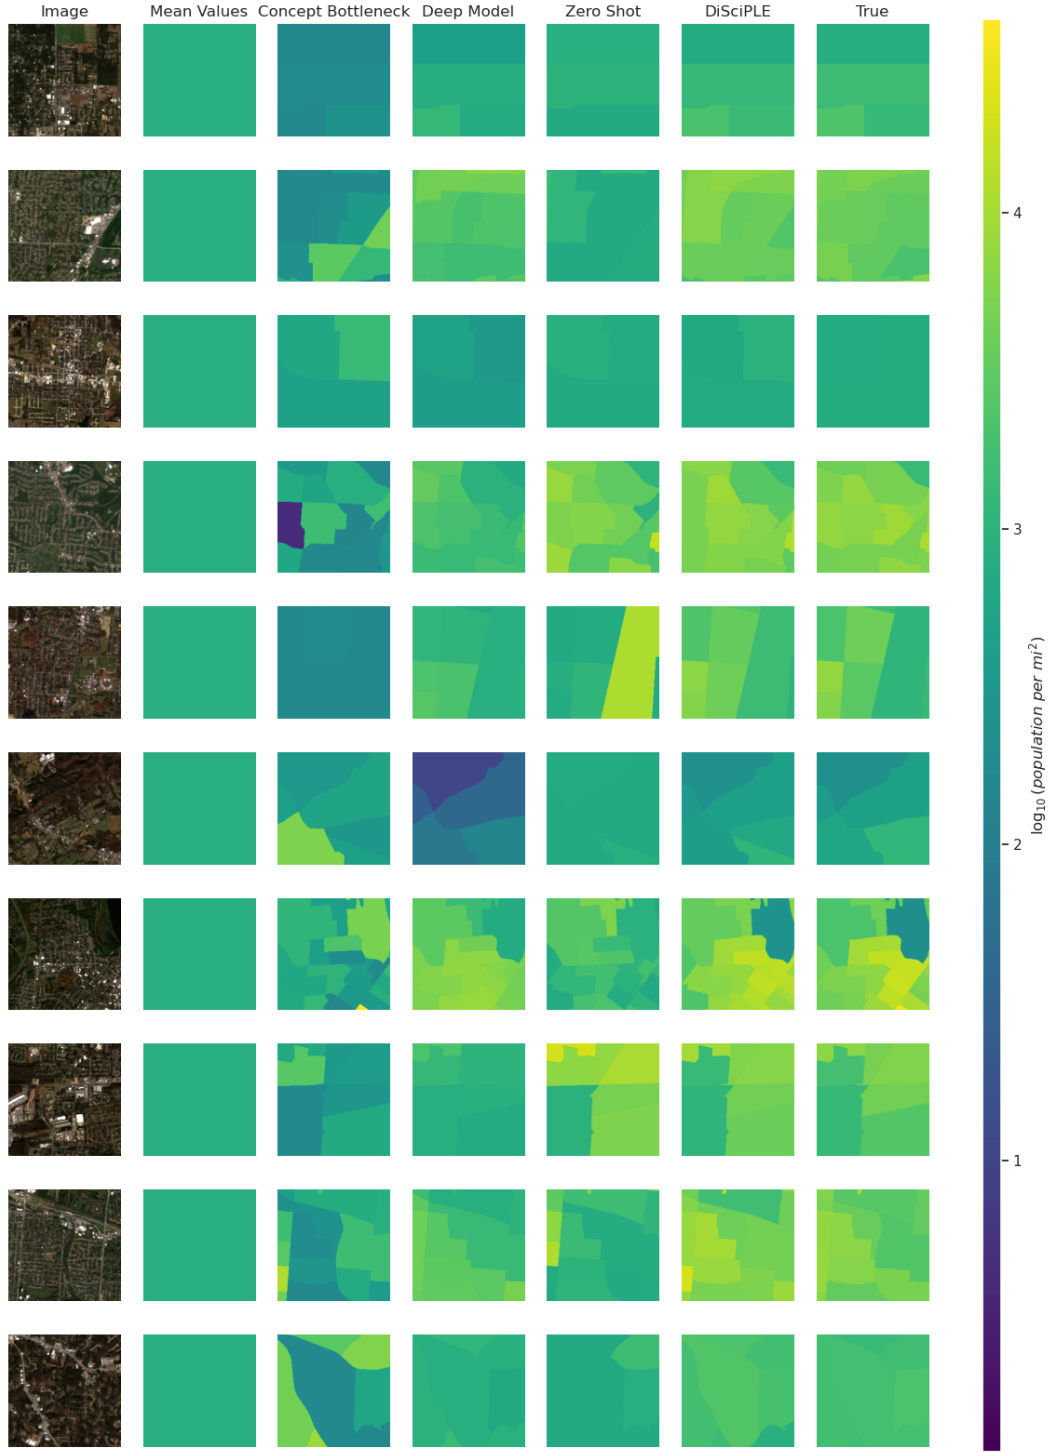 Image Mean Values Concept Bottleneck Deep Model Zero Shot DiSciPLE True
4
3
2
1
log₁₀(population per mi²)